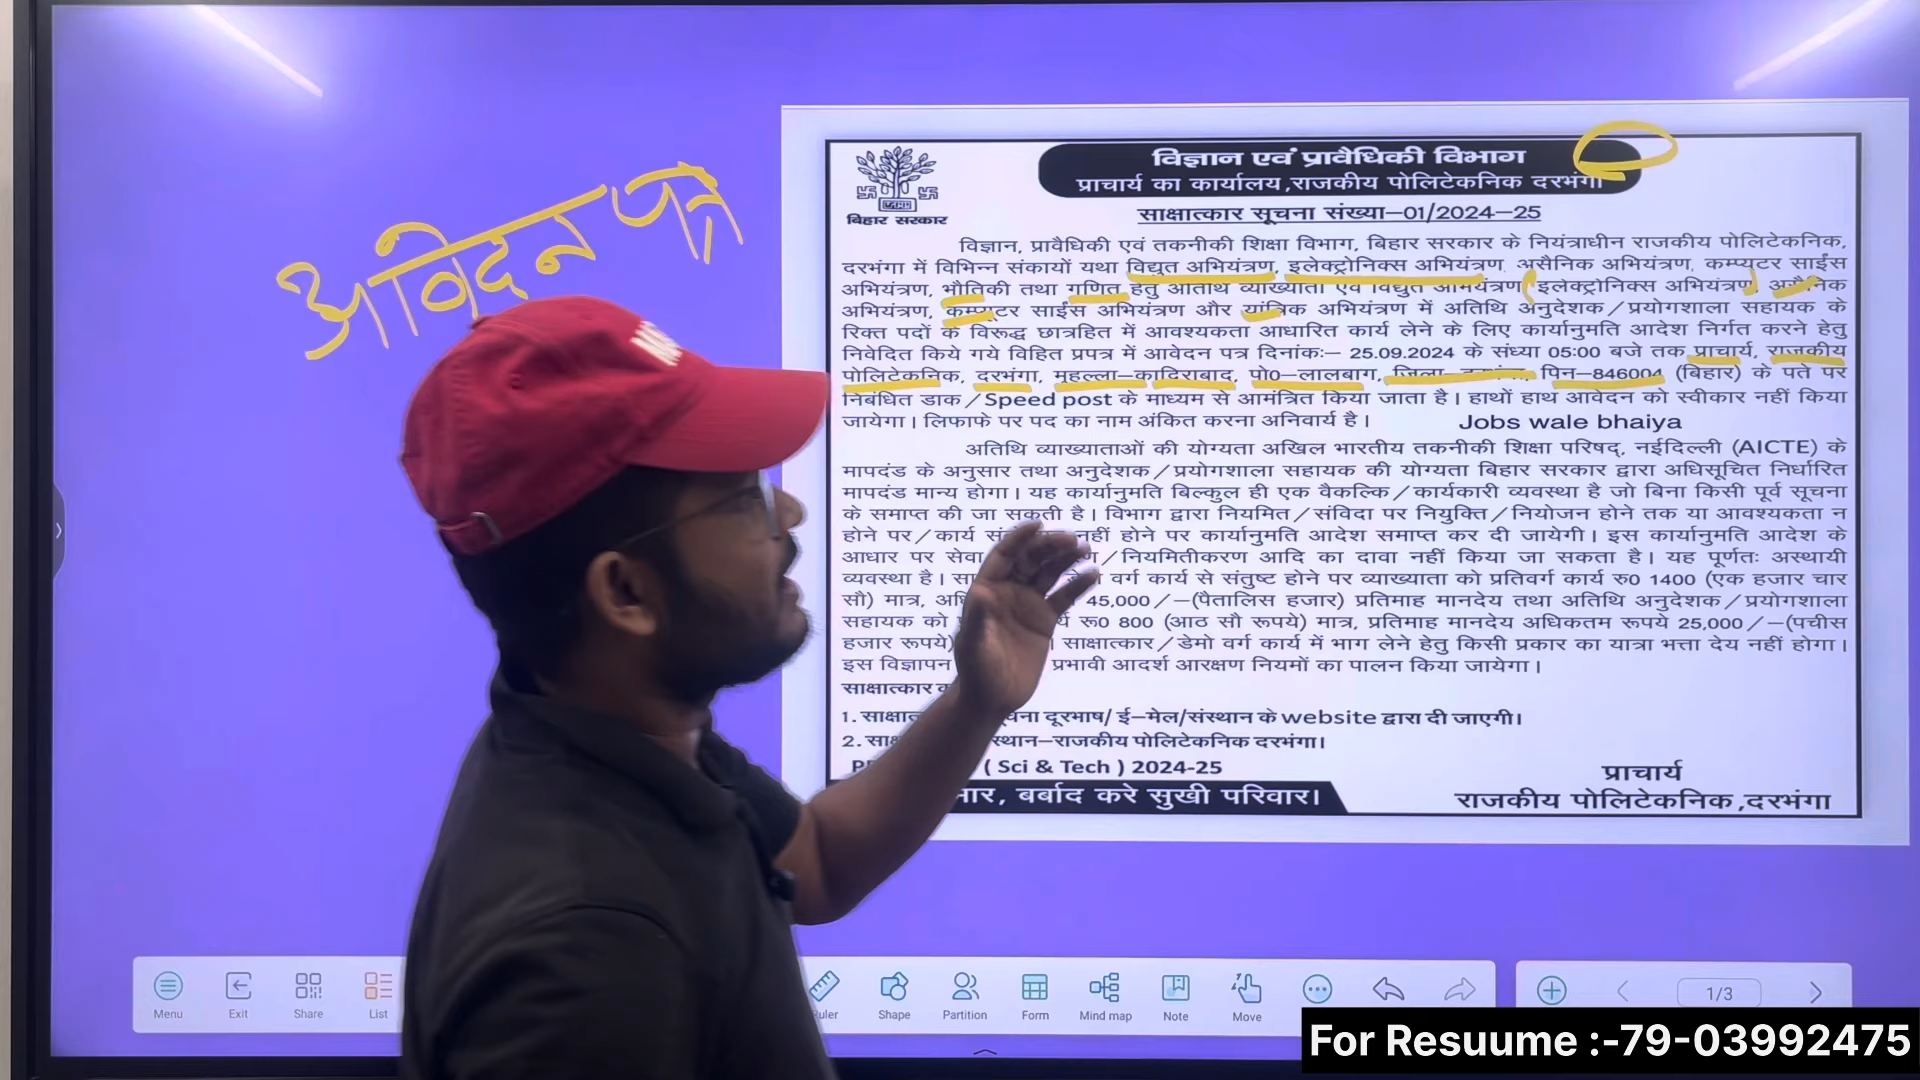 आवेदन पत्र
बिहार सरकार
विज्ञान एवं प्रावैधिकी विभाग
प्राचार्य का कार्यालय,राजकीय पोलिटेकनिक दरभंगा
साक्षात्कार सूचना संख्या–01/2024–25
विज्ञान, प्रावैधिकी एवं तकनीकी शिक्षा विभाग, बिहार सरकार के नियंत्राधीन राजकीय पोलिटेकनिक,
दरभंगा में विभिन्न संकायों यथा विद्युत अभियंत्रण, इलेक्ट्रोनिक्स अभियंत्रण, असैनिक अभियंत्रण, कम्प्यूटर साईंस
अभियंत्रण, भौतिकी तथा गणित हेतु अतिथि व्याख्याता एवं विद्युत अभियंत्रण, इलेक्ट्रोनिक्स अभियंत्रण, असैनिक
अभियंत्रण, कम्प्यूटर साईंस अभियंत्रण और यांत्रिक अभियंत्रण में अतिथि अनुदेशक/प्रयोगशाला सहायक के
रिक्त पदों के विरूद्ध छात्रहित में आवश्यकता आधारित कार्य लेने के लिए कार्यानुमति आदेश निर्गत करने हेतु
निवेदित किये गये विहित प्रपत्र में आवेदन पत्र दिनांकः– 25.09.2024 के संध्या 05:00 बजे तक प्राचार्य, राजकीय
पोलिटेकनिक, दरभंगा, मुहल्ला–कादिराबाद, पो0–लालबाग, जिला–दरभंगा, पिन–846004 (बिहार) के पते पर
निबंधित डाक/Speed post के माध्यम से आमंत्रित किया जाता है। हाथों हाथ आवेदन को स्वीकार नहीं किया
जायेगा। लिफाफे पर पद का नाम अंकित करना अनिवार्य है। Jobs wale bhaiya
अतिथि व्याख्याताओं की योग्यता अखिल भारतीय तकनीकी शिक्षा परिषद्, नईदिल्ली (AICTE) के
मापदंड के अनुसार तथा अनुदेशक/प्रयोगशाला सहायक की योग्यता बिहार सरकार द्वारा अधिसूचित निर्धारित
मापदंड मान्य होगा। यह कार्यानुमति बिल्कुल ही एक वैकल्कि/कार्यकारी व्यवस्था है जो बिना किसी पूर्व सूचना
के समाप्त की जा सकती है। विभाग द्वारा नियमित/संविदा पर नियुक्ति/नियोजन होने तक या आवश्यकता न
होने पर/कार्य नहीं होने पर कार्यानुमति आदेश समाप्त कर दी जायेगी। इस कार्यानुमति आदेश के
आधार पर सेवा /नियमितीकरण आदि का दावा नहीं किया जा सकता है। यह पूर्णतः अस्थायी
व्यवस्था है। वर्ग कार्य से संतुष्ट होने पर व्याख्याता को प्रतिवर्ग कार्य रु0 1400 (एक हजार चार
सौ) मात्र, 45,000/–(पैतालिस हजार) प्रतिमाह मानदेय तथा अतिथि अनुदेशक/प्रयोगशाला
सहायक को रू0 800 (आठ सौ रूपये) मात्र, प्रतिमाह मानदेय अधिकतम रूपये 25,000/–(पचीस
हजार रूपये) । साक्षात्कार/डेमो वर्ग कार्य में भाग लेने हेतु किसी प्रकार का यात्रा भत्ता देय नहीं होगा।
इस विज्ञापन प्रभावी आदर्श आरक्षण नियमों का पालन किया जायेगा।
साक्षात्कार
1. दूरभाष/ ई–मेल/संस्थान के website द्वारा दी जाएगी।
2. स्थान–राजकीय पोलिटेकनिक दरभंगा।
( Sci & Tech ) 2024-25
प्राचार्य
राजकीय पोलिटेकनिक,दरभंगा
बर्बाद करे सुखी परिवार।
Menu
Exit
Share
List
Shape
Partition
Form
Mind map
Note
Move
1/3
For Resuume :-79-03992475